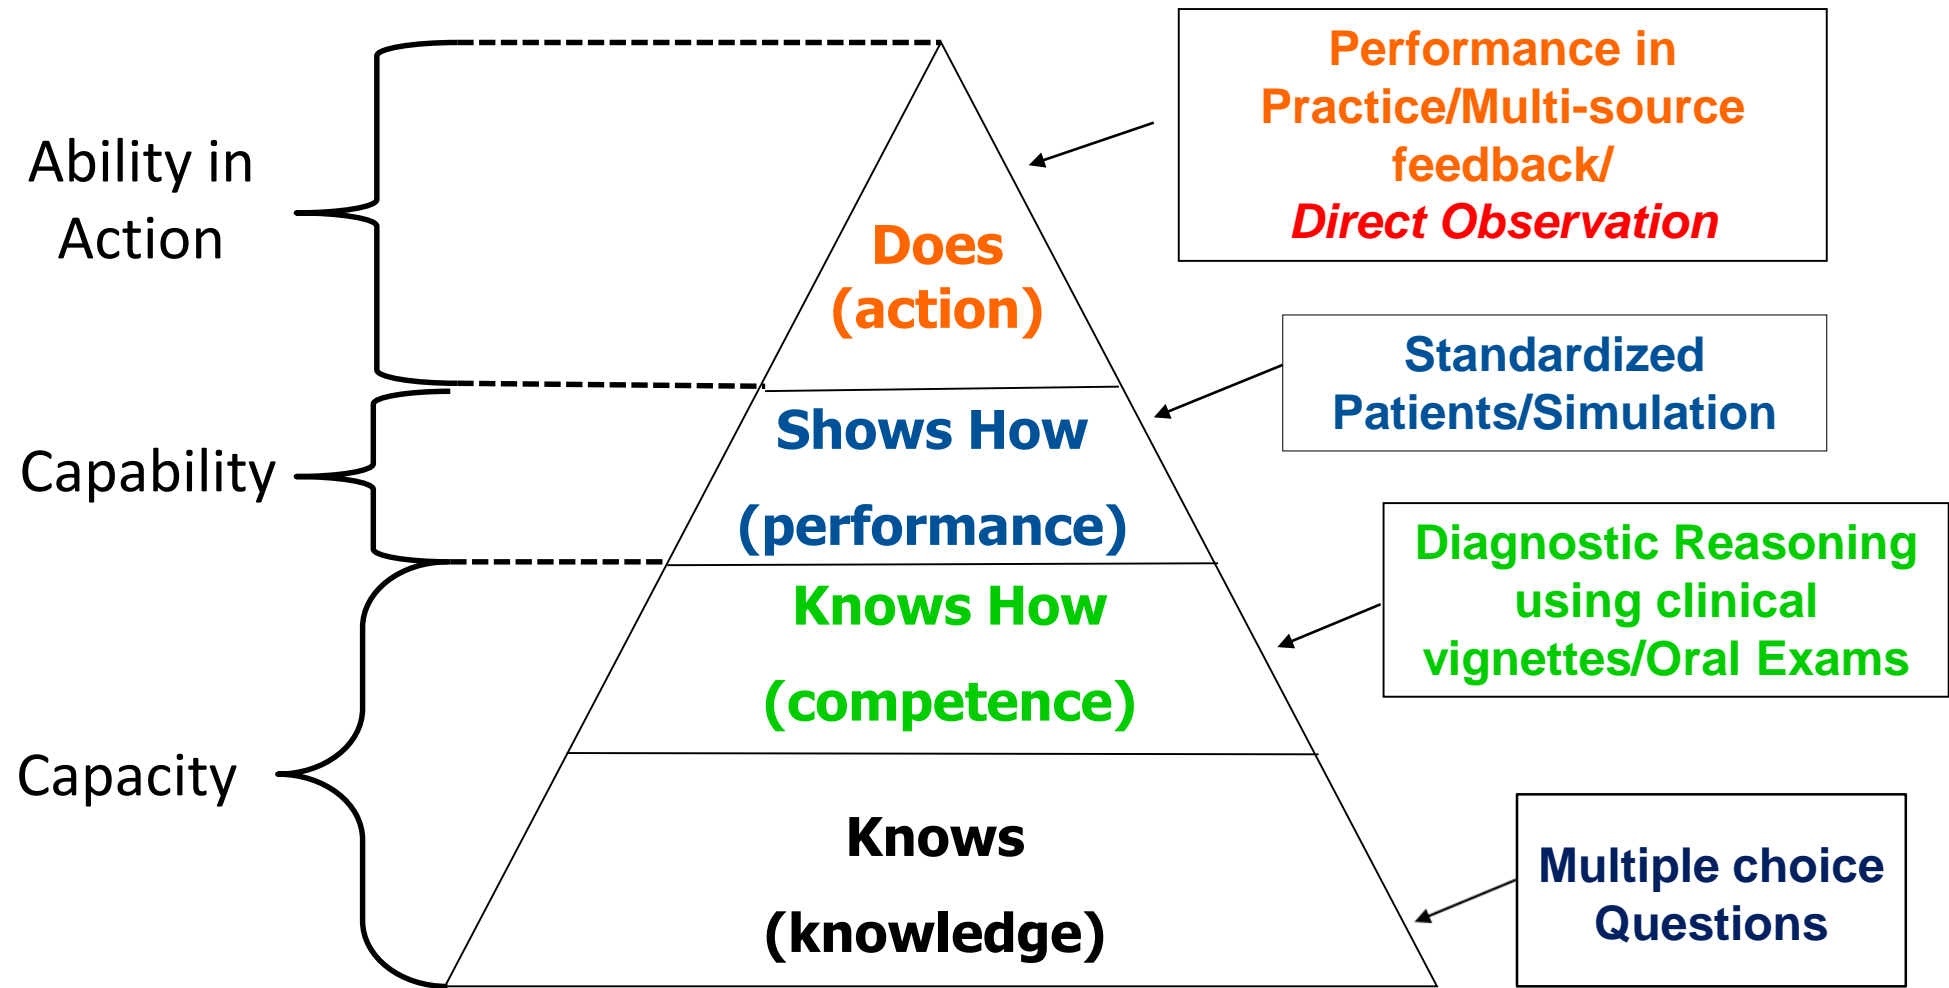 Ability in
Action
Capability
Capacity
Does
(action)
Shows How
(performance)
Knows How
(competence)
Knows
(knowledge)
Performance in
Practice/Multi-source
feedback/
Direct Observation
Standardized
Patients/Simulation
Diagnostic Reasoning
using clinical
vignettes/Oral Exams
Multiple choice
Questions